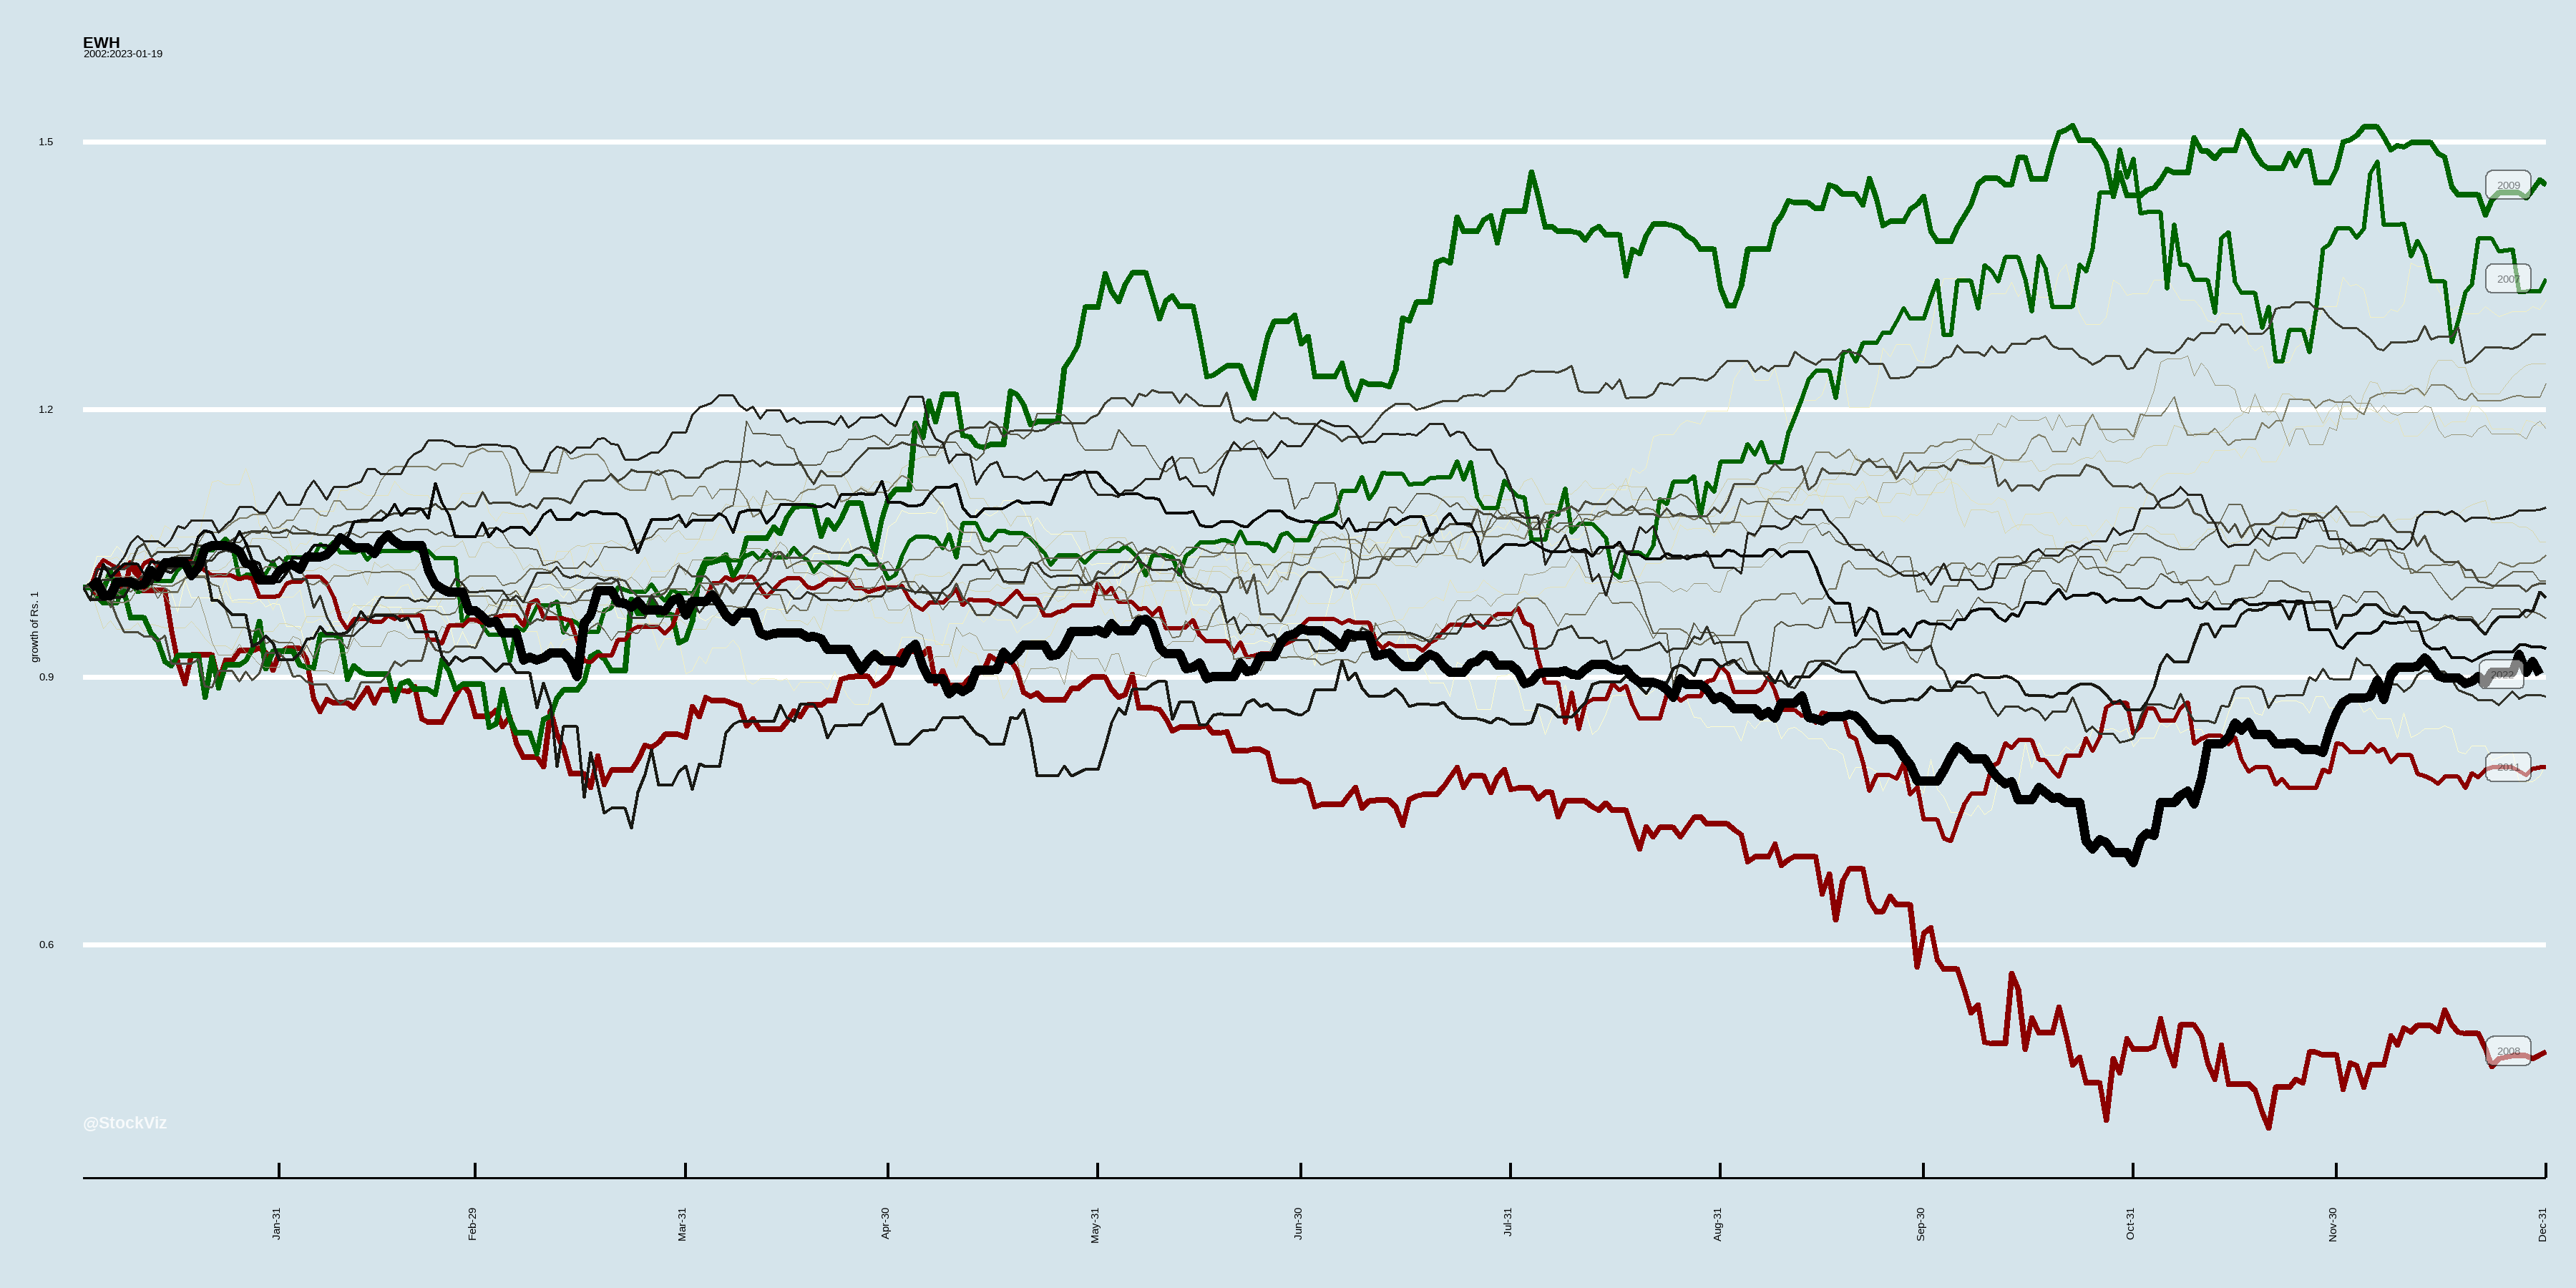 EWH
2002:2023-01-19
growth of Rs. 1
1.5
1.2
0.9
0.6
2009
2007
2022
2011
2008
@StockViz
Jan-31
Feb-29
Mar-31
Apr-30
May-31
Jun-30
Jul-31
Aug-31
Sep-30
Oct-31
Nov-30
Dec-31